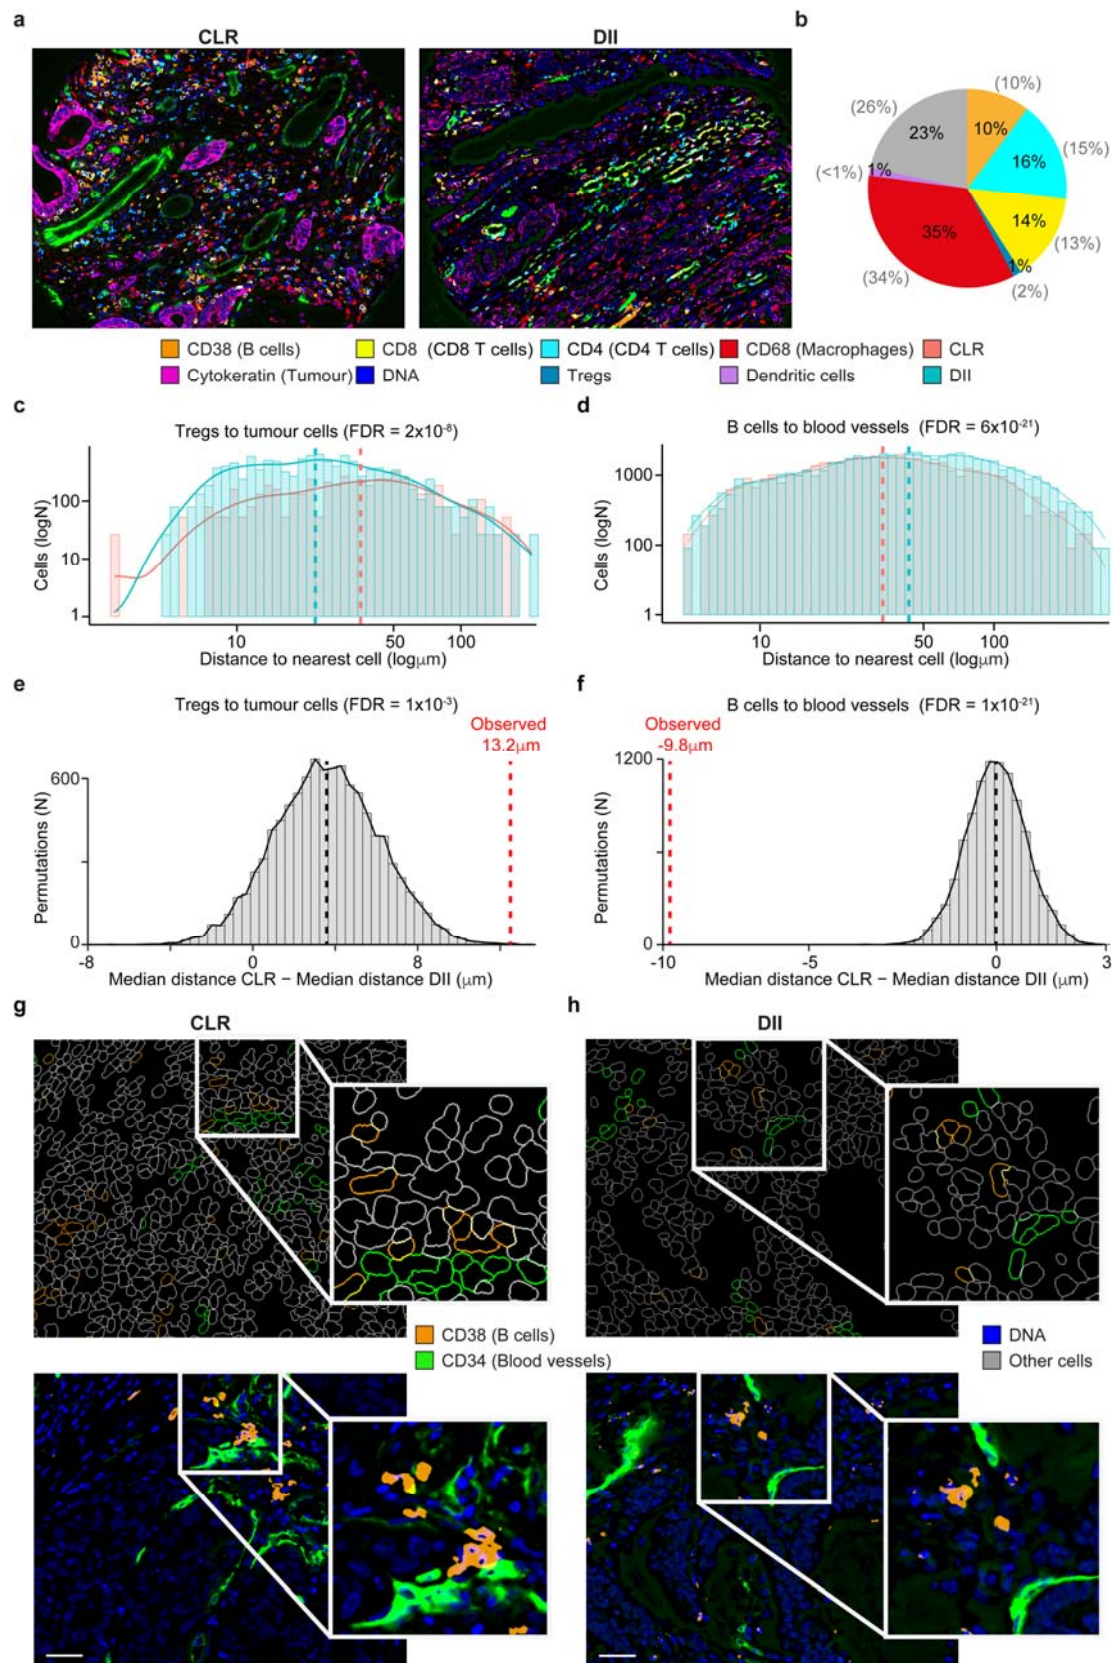 a
CLR
DII
b
(10%)
(26%)
10%
23%
16%
(15%)
(<1%)
1%
14%
35%
(13%)
1%
(34%)
(2%)
CD38 (B cells)
CD8 (CD8 T cells)
CD4 (CD4 T cells)
CD68 (Macrophages)
CLR
Cytokeratin (Tumour)
DNA
Tregs
Dendritic cells
DII
c
Tregs to tumour cells (FDR = 2x10⁻⁸)
Cells (logN)
100
10
1
10
50
100
Distance to nearest cell (logμm)
d
B cells to blood vessels (FDR = 6x10⁻²¹)
Cells (logN)
1000
100
1
10
50
100
Distance to nearest cell (logμm)
e
Tregs to tumour cells (FDR = 1x10⁻³)
Observed
13.2μm
Permutations (N)
600
0
-8
0
4
8
Median distance CLR − Median distance DII (μm)
f
B cells to blood vessels (FDR = 1x10⁻²¹)
Observed
-9.8μm
Permutations (N)
1200
0
-10
-5
0
3
Median distance CLR − Median distance DII (μm)
g
CLR
h
DII
CD38 (B cells)
CD34 (Blood vessels)
DNA
Other cells